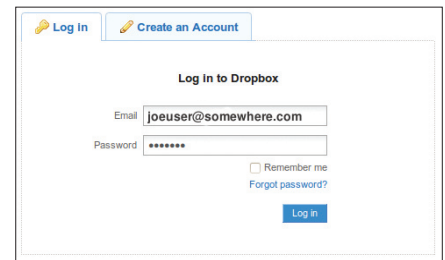 Log in Create an Account
Log in to Dropbox
Email joeuser@somewhere.com
Password •••••••
Remember me
Forgot password?
Log in